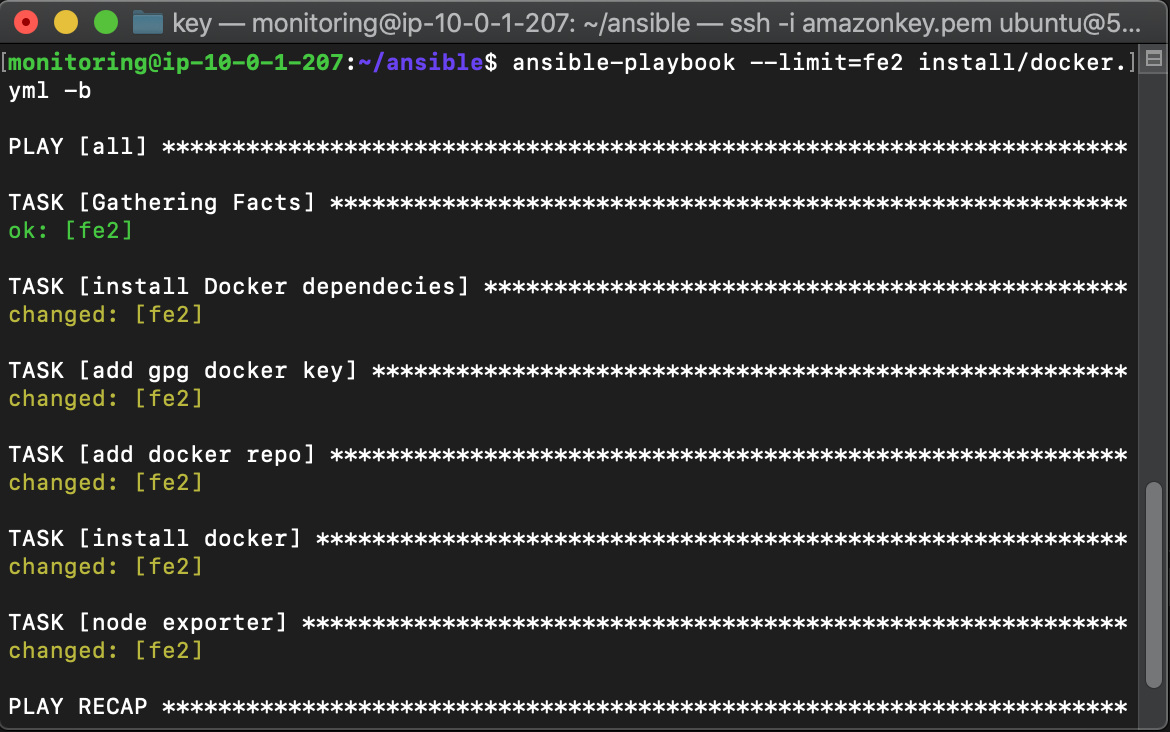 key — monitoring@ip-10-0-1-207: ~/ansible — ssh -i amazonkey.pem ubuntu@5...
[monitoring@ip-10-0-1-207:~/ansible$ ansible-playbook --limit=fe2 install/docker.]
yml -b
PLAY [all] *********************************************************************
TASK [Gathering Facts] *********************************************************
ok: [fe2]
TASK [install Docker dependecies] **********************************************
changed: [fe2]
TASK [add gpg docker key] ******************************************************
changed: [fe2]
TASK [add docker repo] *********************************************************
changed: [fe2]
TASK [install docker] **********************************************************
changed: [fe2]
TASK [node exporter] ***********************************************************
changed: [fe2]
PLAY RECAP *********************************************************************